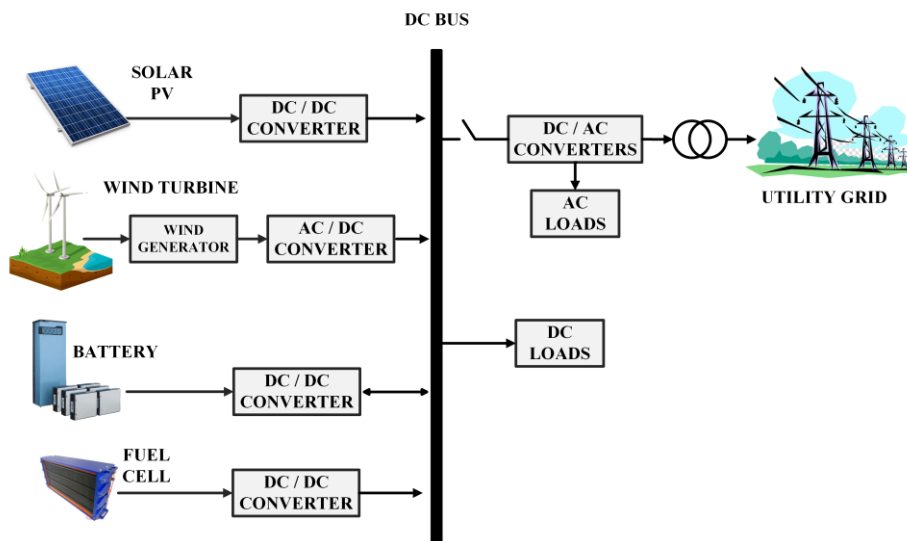 DC BUS
SOLAR
PV
DC / DC
CONVERTER
DC / AC
CONVERTERS
AC
LOADS
UTILITY GRID
WIND TURBINE
WIND
GENERATOR
AC / DC
CONVERTER
BATTERY
DC / DC
CONVERTER
DC
LOADS
FUEL
CELL
DC / DC
CONVERTER